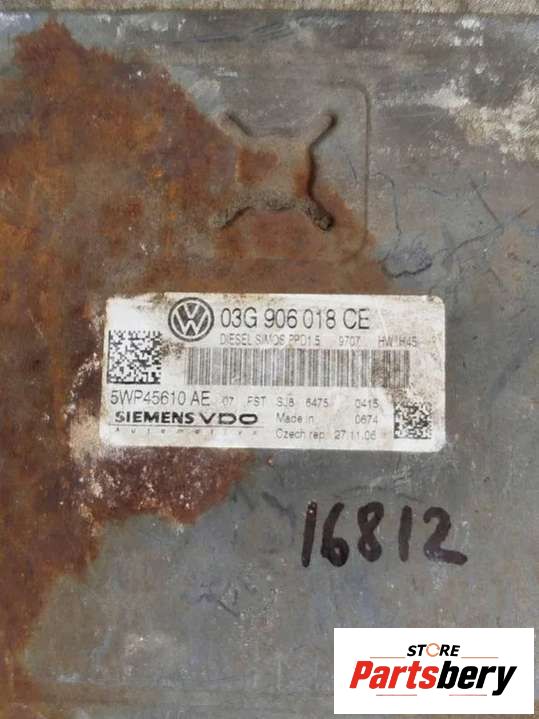 03G 906 018 CE
DIESEL SIMOS PPD1.5 9707 HW H45
5WP45610 AE 07 FST SJ8 6475 0415
SIEMENS VDO Made in 0674
Automotive Czech rep. 27.11.06
16812
STORE
Partsbery